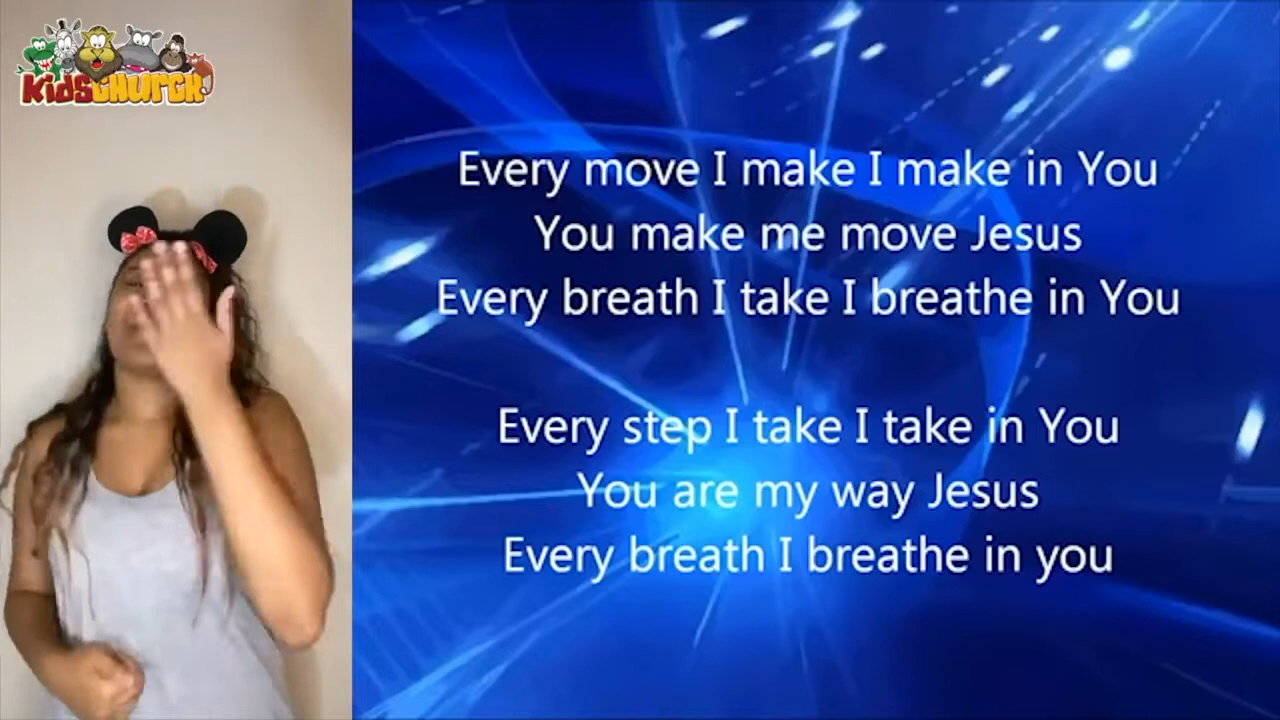 KidsCHURCH
Every move I make I make in You
You make me move Jesus
Every breath I take I breathe in You
Every step I take I take in You
You are my way Jesus
Every breath I breathe in you